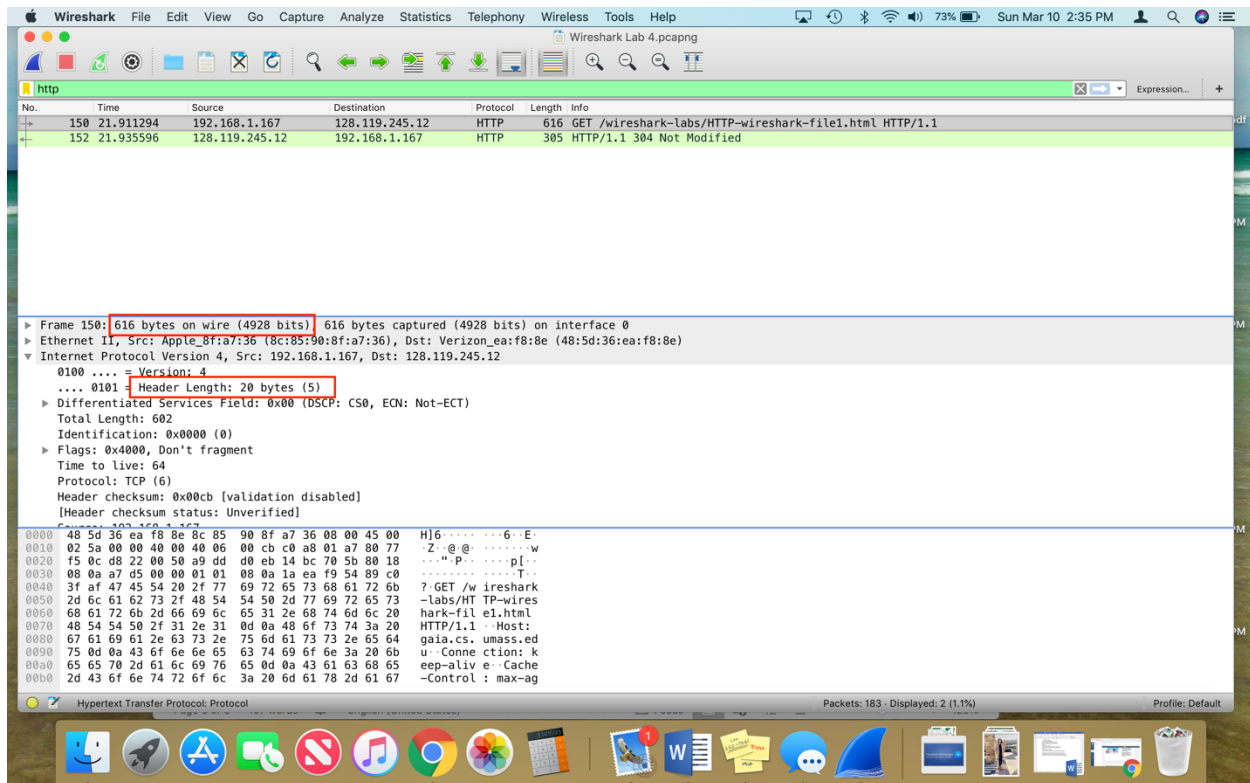 Wireshark File Edit View Go Capture Analyze Statistics Telephony Wireless Tools Help 73% Sun Mar 10 2:35 PM
Wireshark Lab 4.pcapng
http Expression... +
No. Time Source Destination Protocol Length Info
150 21.911294 192.168.1.167 128.119.245.12 HTTP 616 GET /wireshark-labs/HTTP-wireshark-file1.html HTTP/1.1
152 21.935596 128.119.245.12 192.168.1.167 HTTP 305 HTTP/1.1 304 Not Modified
Frame 150: 616 bytes on wire (4928 bits), 616 bytes captured (4928 bits) on interface 0
Ethernet II, Src: Apple_8f:a7:36 (8c:85:90:8f:a7:36), Dst: Verizon_ea:f8:8e (48:5d:36:ea:f8:8e)
Internet Protocol Version 4, Src: 192.168.1.167, Dst: 128.119.245.12
0100 .... = Version: 4
.... 0101 = Header Length: 20 bytes (5)
Differentiated Services Field: 0x00 (DSCP: CS0, ECN: Not-ECT)
Total Length: 602
Identification: 0x0000 (0)
Flags: 0x4000, Don't fragment
Time to live: 64
Protocol: TCP (6)
Header checksum: 0x00cb [validation disabled]
[Header checksum status: Unverified]
0000 48 5d 36 ea f8 8e 8c 85 90 8f a7 36 08 00 45 00 H]6····· ···6··E·
0010 02 5a 00 00 40 00 40 06 00 cb c0 a8 01 a7 80 77 ·Z··@·@· ·······w
0020 f5 0c d8 22 00 50 a9 dd d0 eb 14 bc 70 5b 80 18 ···"·P·· ····p[··
0030 08 0a a7 d5 00 00 01 01 08 0a 1a ea f9 54 89 c0 ········ ·····T··
0040 3f af 47 45 54 20 2f 77 69 72 65 73 68 61 72 6b ?·GET /w ireshark
0050 2d 6c 61 62 73 2f 48 54 54 50 2d 77 69 72 65 73 -labs/HT TP-wires
0060 68 61 72 6b 2d 66 69 6c 65 31 2e 68 74 6d 6c 20 hark-fil e1.html
0070 48 54 54 50 2f 31 2e 31 0d 0a 48 6f 73 74 3a 20 HTTP/1.1 ··Host:
0080 67 61 69 61 2e 63 73 2e 75 6d 61 73 73 2e 65 64 gaia.cs. umass.ed
0090 75 0d 0a 43 6f 6e 6e 65 63 74 69 6f 6e 3a 20 6b u··Conne ction: k
00a0 65 65 70 2d 61 6c 69 76 65 0d 0a 43 61 63 68 65 eep-aliv e··Cache
00b0 2d 43 6f 6e 74 72 6f 6c 3a 20 6d 61 78 2d 61 67 -Control : max-ag
Hypertext Transfer Protocol: Protocol Packets: 183 · Displayed: 2 (1.1%) Profile: Default